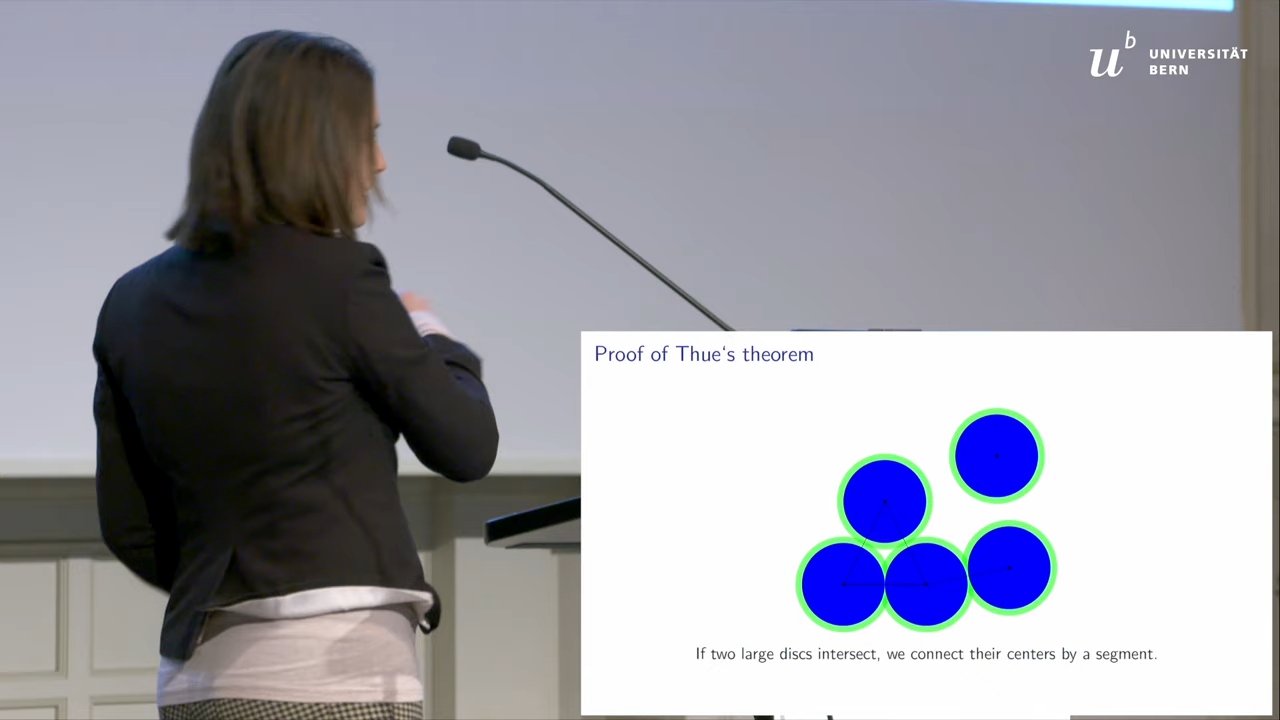 u^b
UNIVERSITÄT
BERN
Proof of Thue‘s theorem
If two large discs intersect, we connect their centers by a segment.